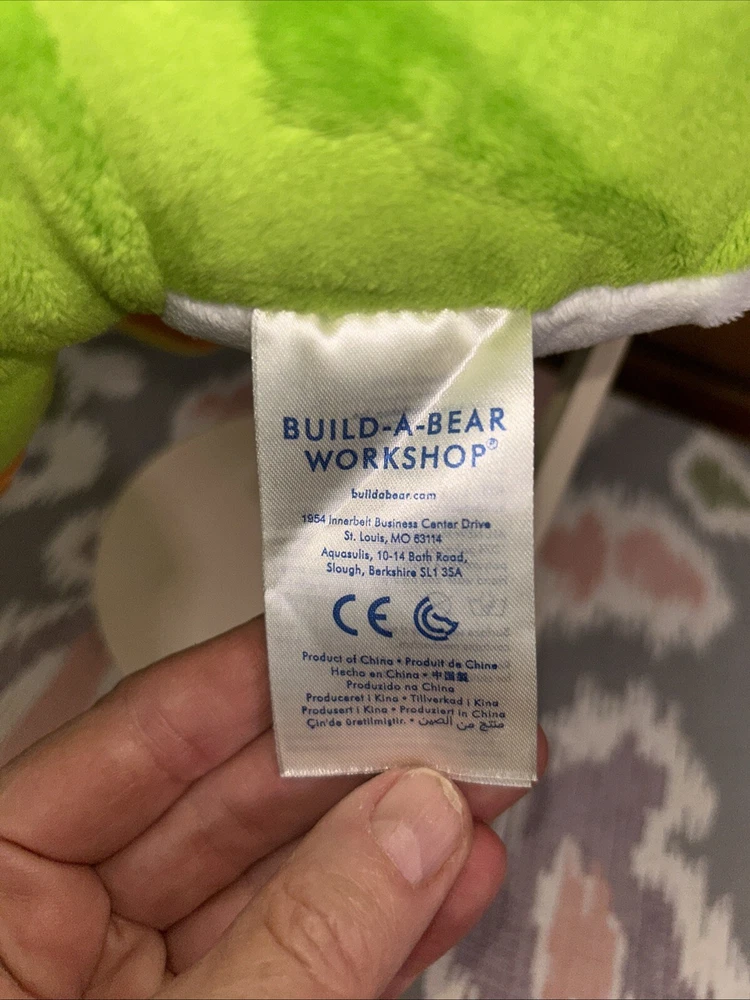 BUILD-A-BEAR
WORKSHOP®
buildabear.com
1954 Innerbelt Business Center Drive
St. Louis, MO 63114
Aquasulis, 10-14 Bath Road,
Slough, Berkshire SL1 3SA
CE
Product of China • Produit de Chine
Hecho en China • 中国製
Produzido na China
Produceret i Kina • Tillverkad i Kina
Produsert i Kina • Produziert in China
Çin'de üretilmiştir. • منتج من الصين